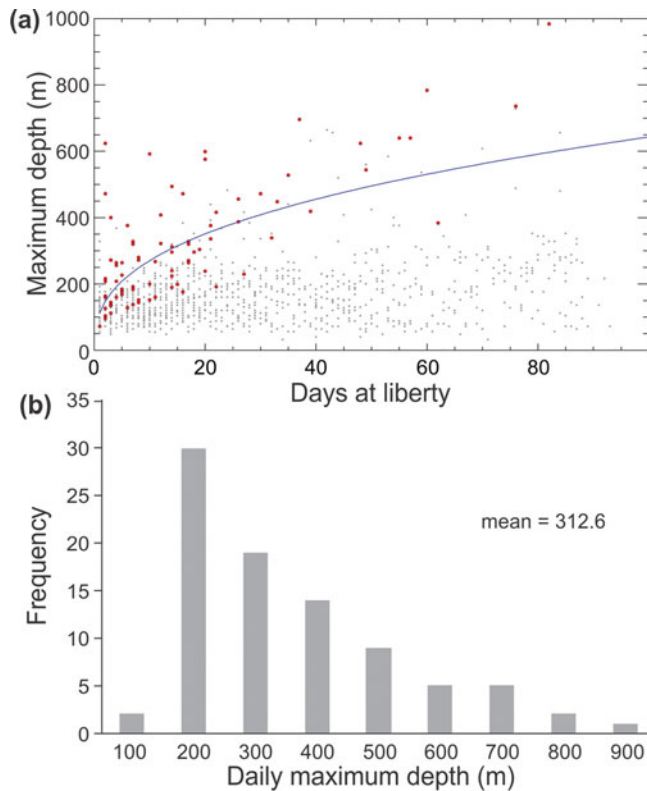 (a)
1000
800
600
400
200
0
Maximum depth (m)
0 20 40 60 80
Days at liberty
(b)
35
30
25
20
15
10
5
0
Frequency
mean = 312.6
100 200 300 400 500 600 700 800 900
Daily maximum depth (m)